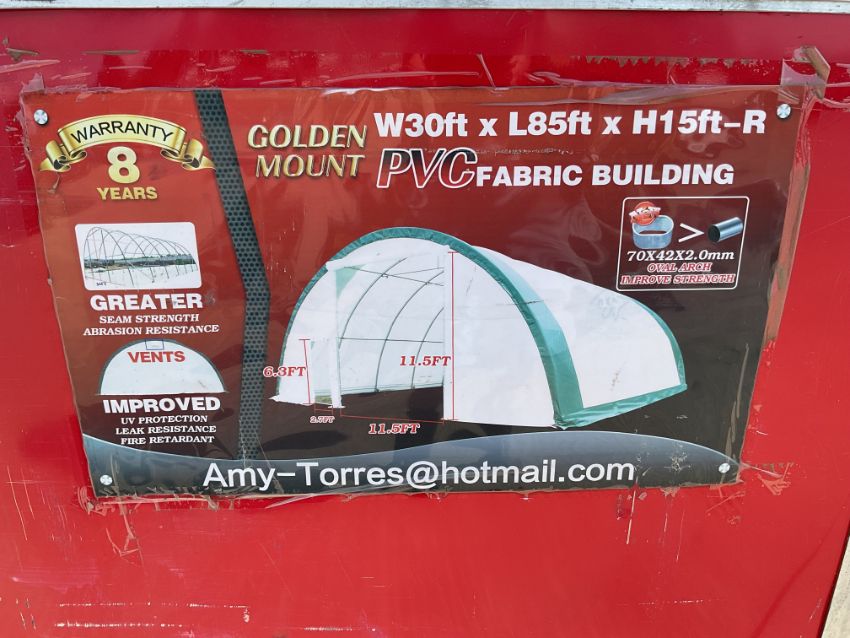 WARRANTY
8
YEARS
GOLDEN
MOUNT
W30ft x L85ft x H15ft-R
PVC FABRIC BUILDING
>
70X42X2.0mm
OVAL ARCH
IMPROVE STRENGTH
GREATER
SEAM STRENGTH
ABRASION RESISTANCE
VENTS
IMPROVED
UV PROTECTION
LEAK RESISTANCE
FIRE RETARDANT
6.3FT
11.5FT
2.7FT
11.5FT
Amy-Torres@hotmail.com